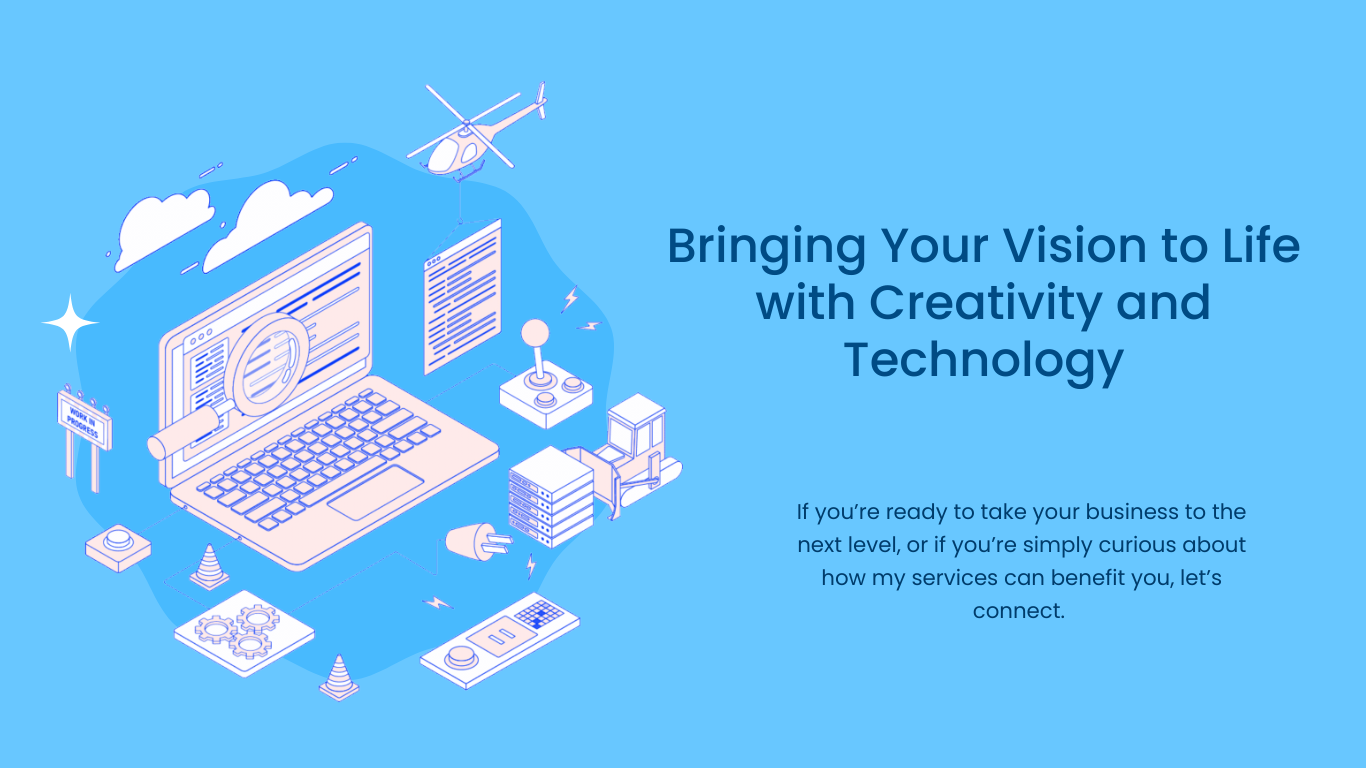 Bringing Your Vision to Life
with Creativity and
Technology
WORK IN
PROGRESS
If you’re ready to take your business to the
next level, or if you’re simply curious about
how my services can benefit you, let’s
connect.